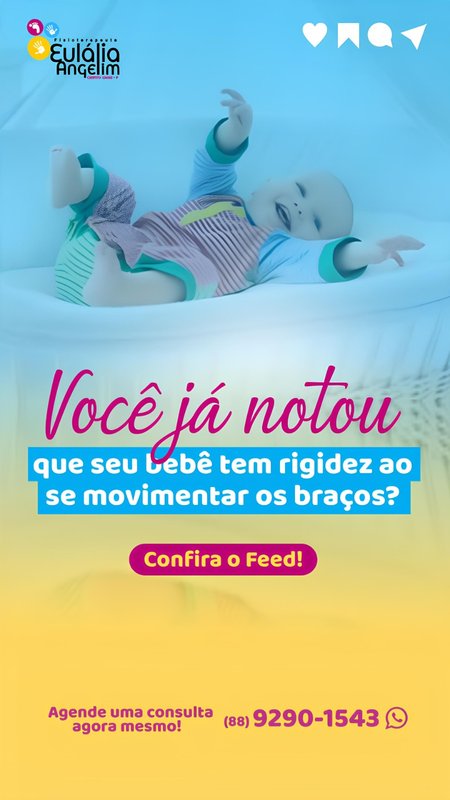 Fisioterapeuta
Eulália
Angelim
Você já notou
que seu bebê tem rigidez ao
se movimentar os braços?
Confira o Feed!
Agende uma consulta
agora mesmo!
(88) 9290-1543